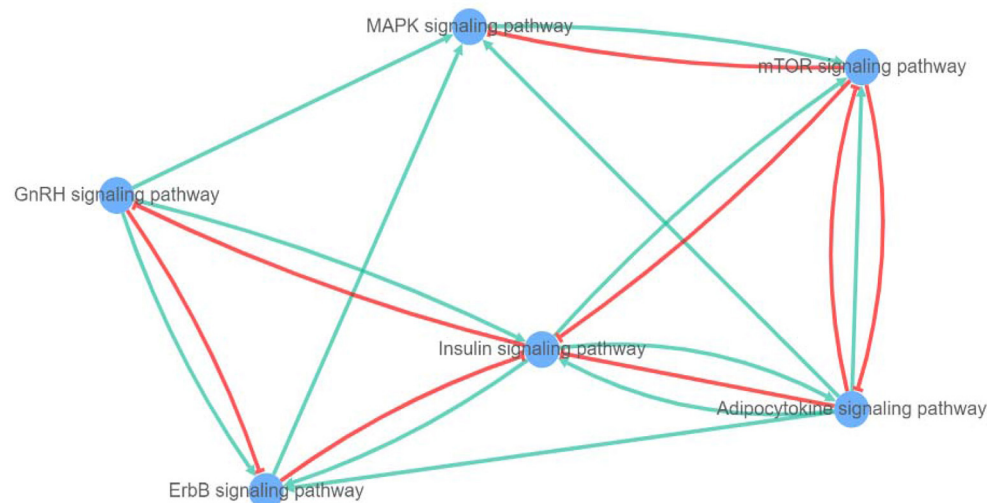 MAPK signaling pathway
mTOR signaling pathway
GnRH signaling pathway
Insulin signaling pathway
Adipocytokine signaling pathway
ErbB signaling pathway